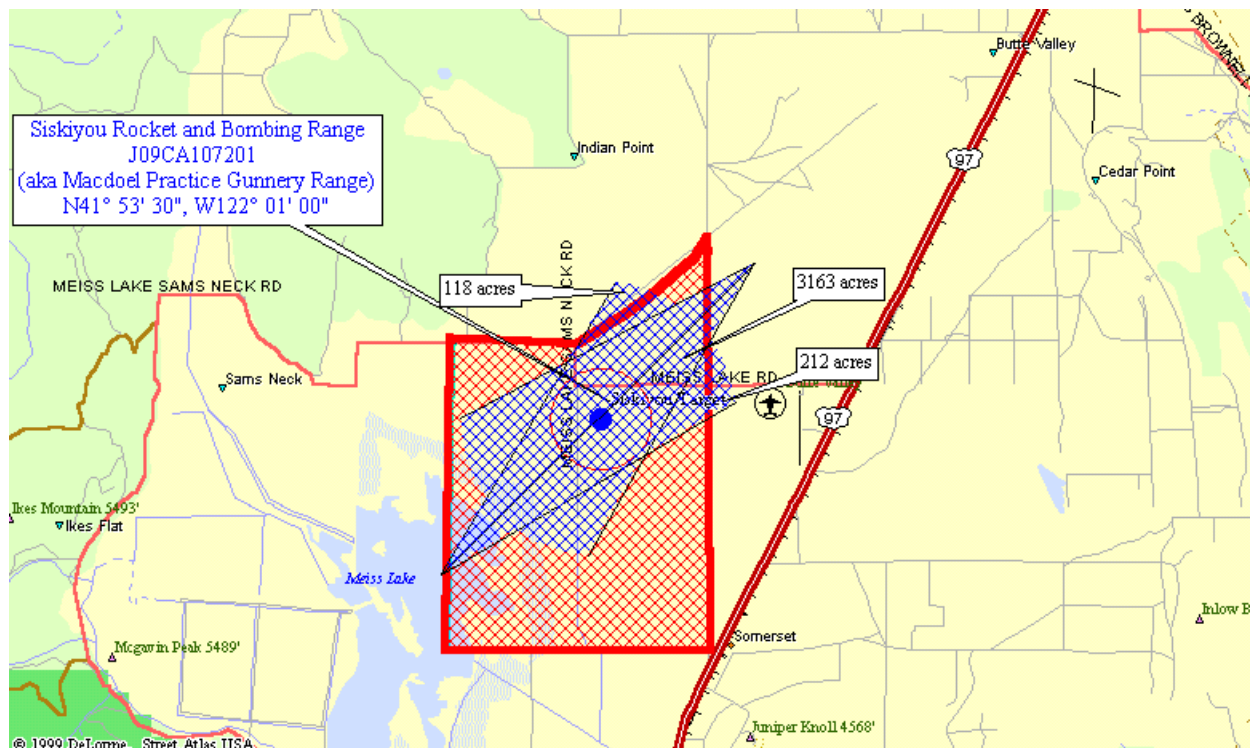 BROWNELL
Butte Valley
Siskiyou Rocket and Bombing Range
J09CA107201
(aka Macdoel Practice Gunnery Range)
N41° 53' 30", W122° 01' 00"
Indian Point
97
Cedar Point
MEISS LAKE SAMS NECK RD
118 acres
MEISS LAKE SAMS NECK RD
3163 acres
212 acres
Sams Neck
MEISS LAKE RD
Siskiyou Target
97
Ikes Mountain 5493'
Ikes Flat
Meiss Lake
Inlow B
Somerset
Mcgavin Peak 5489'
Juniper Knoll 4568'
© 1999 DeLorme. Street Atlas USA